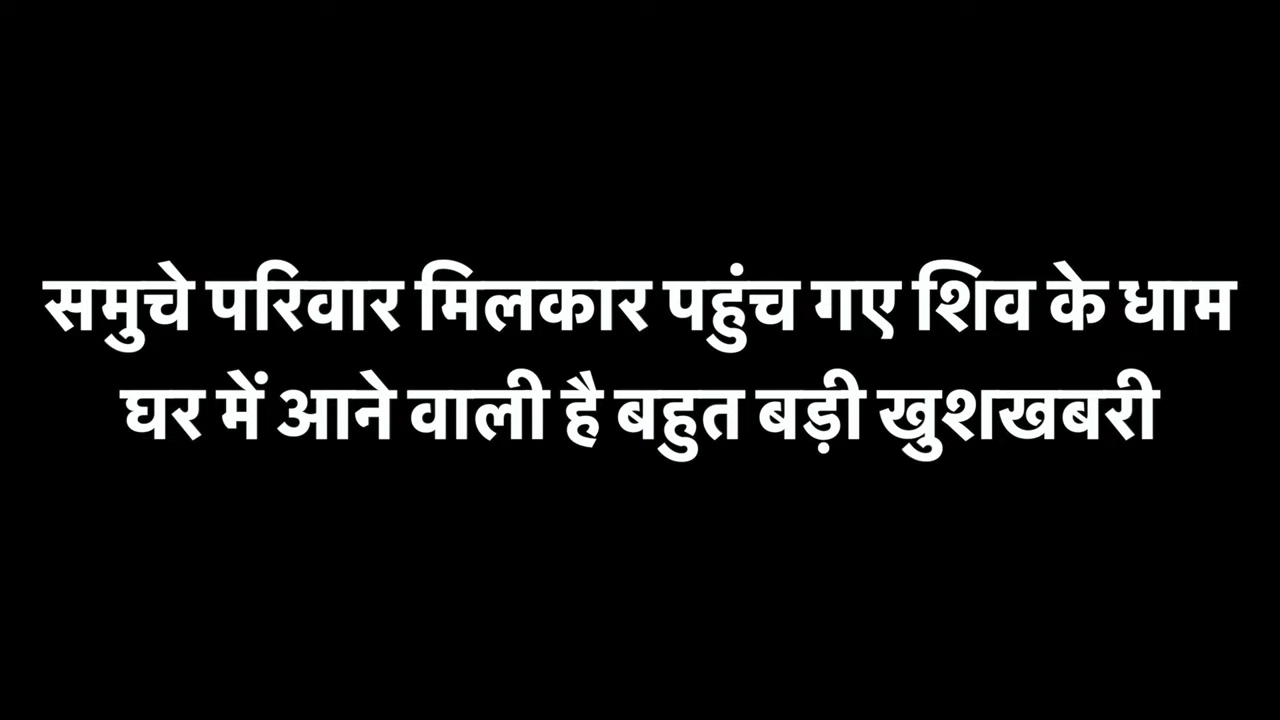 समुचे परिवार मिलकार पहुंच गए शिव के धाम
घर में आने वाली है बहुत बड़ी खुशखबरी